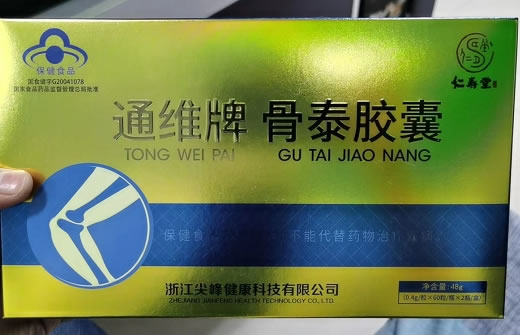 保健食品
国食健字G20041078
国家食品药品监督管理总局批准
仁寿堂
通维牌 骨泰胶囊
TONG WEI PAI GU TAI JIAO NANG
保健食 不能代替药物治疗
净含量: 48g
(0.4g/粒×60粒/瓶×2瓶/盒)
浙江尖峰健康科技有限公司
ZHEJIANG JIANFENG HEALTH TECHNOLOGY CO., LTD.